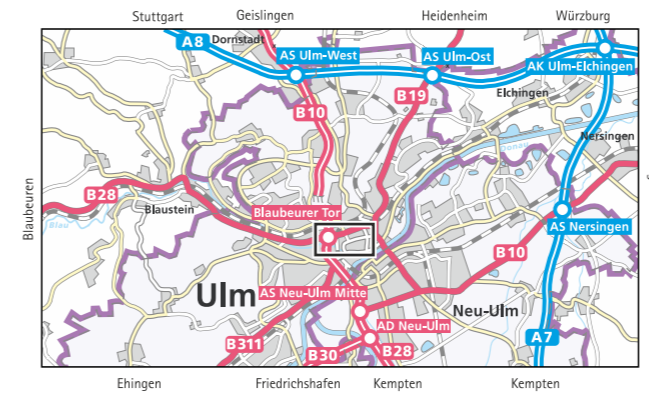 Stuttgart Geislingen Heidenheim Würzburg
A8 Dornstadt
AS Ulm-West AS Ulm-Ost
AK Ulm-Elchingen
Elchingen
B19
B10
Nersingen
Donau
B28
Blaubeuren
Blaustein
Blaubeurer Tor
Blau
AS Nersingen
B10
Ulm
AS Neu-Ulm Mitte
Neu-Ulm
AD Neu-Ulm
A7
B311
B30
B28
Ehingen Friedrichshafen Kempten Kempten